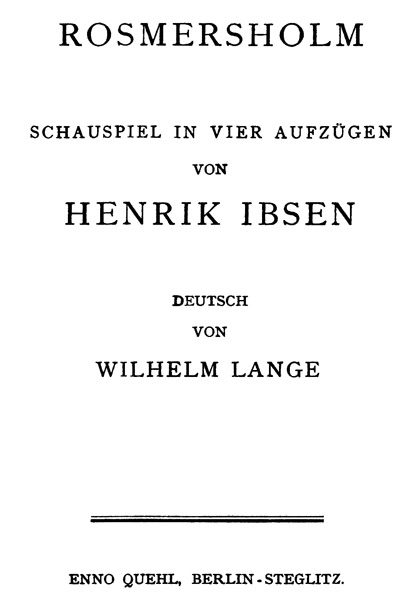 ROSMERSHOLM
SCHAUSPIEL IN VIER AUFZÜGEN
VON
HENRIK IBSEN
DEUTSCH
VON
WILHELM LANGE
ENNO QUEHL, BERLIN-STEGLITZ.